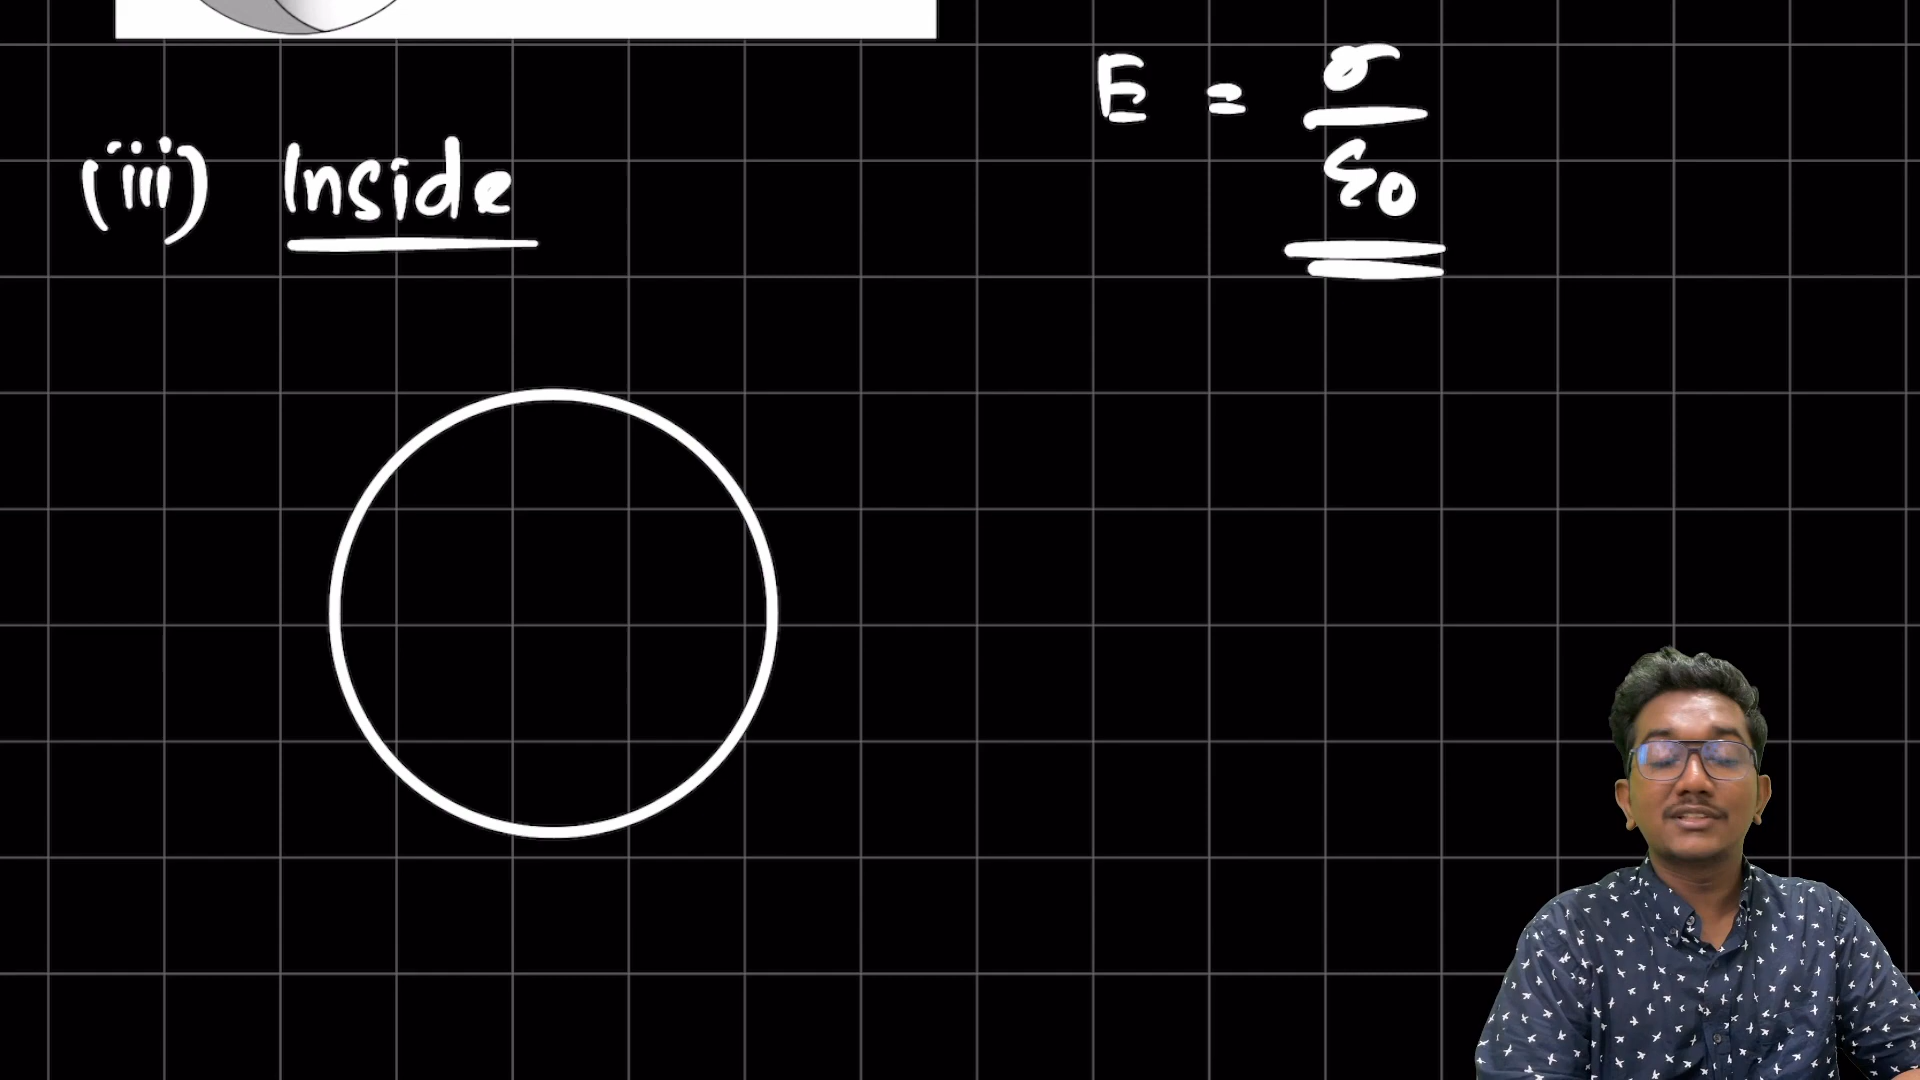 E = σ/ε0
(iii) Inside